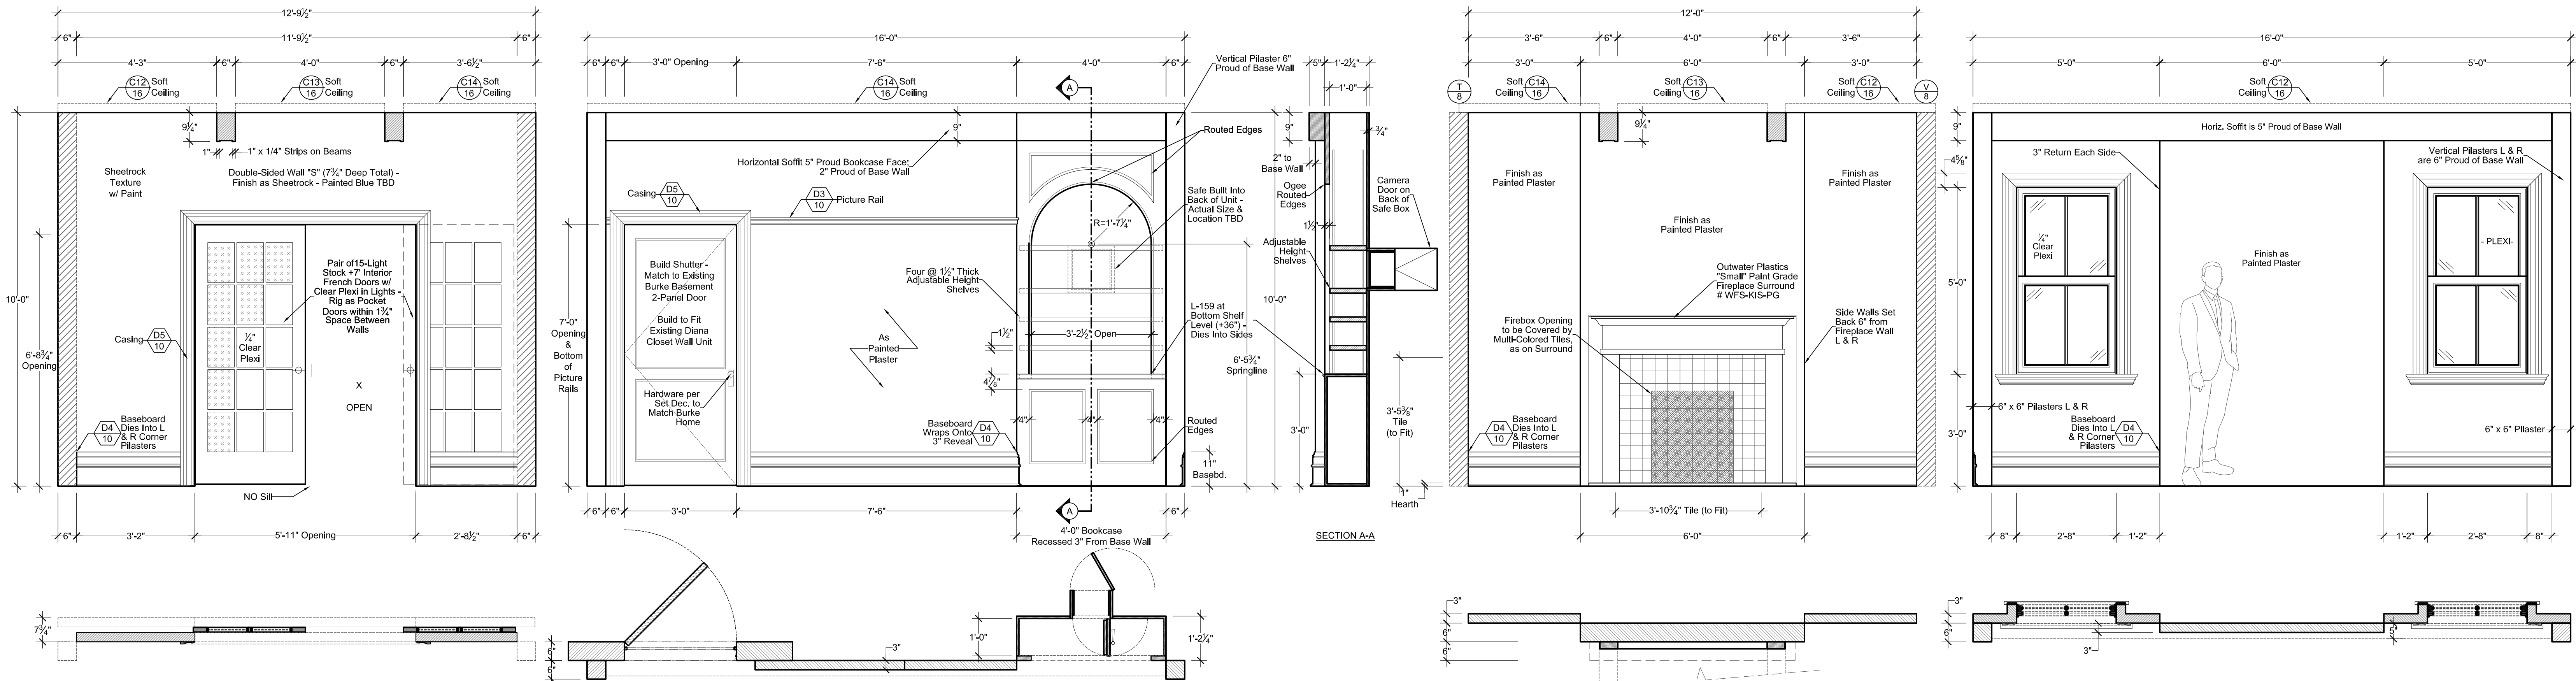 12'-9½"
6"
11'-9½"
6"
4'-3"
6"
4'-0"
6"
3'-6½"
C12
16
Soft
Ceiling
C13
16
Soft
Ceiling
C14
16
Soft
Ceiling
9¼"
1"
1" x 1/4" Strips on Beams
Sheetrock
Texture
w/ Paint
Double-Sided Wall "S" (7¾" Deep Total) -
Finish as Sheetrock - Painted Blue TBD
10'-0"
6'-8¾"
Opening
Casing
D5
10
¼"
Clear
Plexi
Pair of15-Light
Stock +7' Interior
French Doors w/
Clear Plexi in Lights -
Rig as Pocket
Doors within 1¾"
Space Between
Walls
X
OPEN
D4
10
Baseboard
Dies Into L
& R Corner
Pilasters
NO Sill
6"
3'-2"
5'-11" Opening
2'-8½"
6"
7¾"
16'-0"
6"
6"
3'-0" Opening
7'-6"
4'-0"
6"
C14
16
Soft
Ceiling
A
Vertical Pilaster 6"
Proud of Base Wall
9"
Routed Edges
Horizontal Soffit 5" Proud Bookcase Face;
2" Proud of Base Wall
Casing
D5
10
D3
10
Picture Rail
Safe Built Into
Back of Unit -
Actual Size &
Location TBD
R=1'-7¼"
Build Shutter -
Match to Existing
Burke Basement
2-Panel Door
Build to Fit
Existing Diana
Closet Wall Unit
Four @ 1½" Thick
Adjustable Height
Shelves
L-159 at
Bottom Shelf
Level (+36") -
Dies Into Sides
7'-0"
Opening
&
Bottom
of
Picture
Rails
As
Painted
Plaster
1½"
3'-2½" Open
4⅞"
6'-5¾"
Springline
10'-0"
Hardware per
Set Dec. to
Match Burke
Home
4"
4"
4"
Routed
Edges
Baseboard
Wraps Onto
3" Reveal
D4
10
11"
Basebd.
6"
6"
3'-0"
7'-6"
A
6"
4'-0" Bookcase
Recessed 3" From Base Wall
6"
6"
3"
1'-0"
1'-2¼"
5"
1'-2¼"
1'-0"
9"
¾"
2" to
Base Wall
Ogee
Routed
Edges
Camera
Door on
Back of
Safe Box
1½"
Adjustable
Height
Shelves
3'-0"
SECTION A-A
12'-0"
3'-6"
6"
4'-0"
6"
3'-6"
3'-0"
6'-0"
3'-0"
T
8
Soft
Ceiling
C14
16
Soft
Ceiling
C13
16
Soft
Ceiling
C12
16
V
8
9¼"
Finish as
Painted Plaster
Finish as
Painted Plaster
Finish as
Painted Plaster
Outwater Plastics
"Small" Paint Grade
Fireplace Surround
# WFS-KIS-PG
Firebox Opening
to be Covered by
Multi-Colored Tiles,
as on Surround
Side Walls Set
Back 6" from
Fireplace Wall
L & R
3'-5⅜"
Tile
(to Fit)
D4
10
Baseboard
Dies Into L
& R Corner
Pilasters
1"
Hearth
3'-10¾" Tile (to Fit)
6'-0"
3"
6"
6"
16'-0"
5'-0"
6'-0"
5'-0"
Soft
Ceiling
C12
16
9"
Horiz. Soffit is 5" Proud of Base Wall
4⅝"
3" Return Each Side
Vertical Pilasters L & R
are 6" Proud of Base Wall
¼"
Clear
Plexi
- PLEXI-
Finish as
Painted Plaster
5'-0"
6" x 6" Pilasters L & R
3'-0"
Baseboard
Dies Into L
& R Corner
Pilasters
D4
10
6" x 6" Pilaster
8"
2'-8"
1'-2"
1'-2"
2'-8"
8"
3"
6"
3"
5"